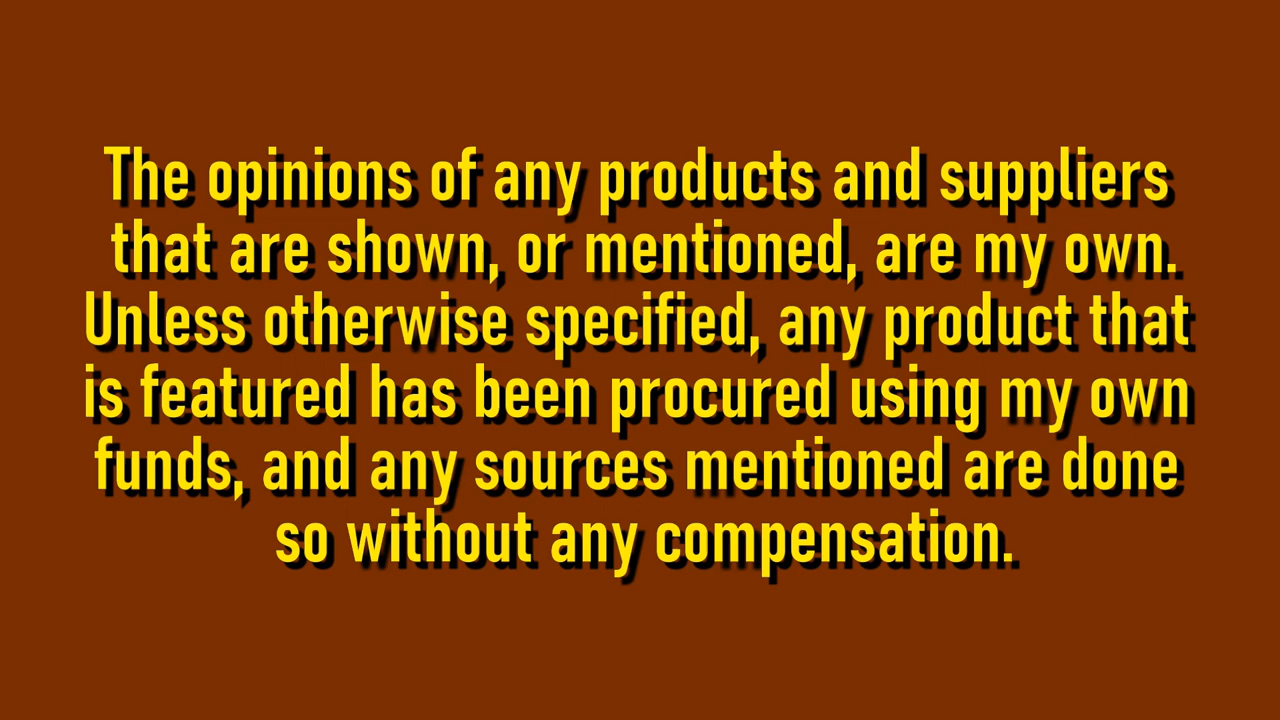 The opinions of any products and suppliers
that are shown, or mentioned, are my own.
Unless otherwise specified, any product that
is featured has been procured using my own
funds, and any sources mentioned are done
so without any compensation.